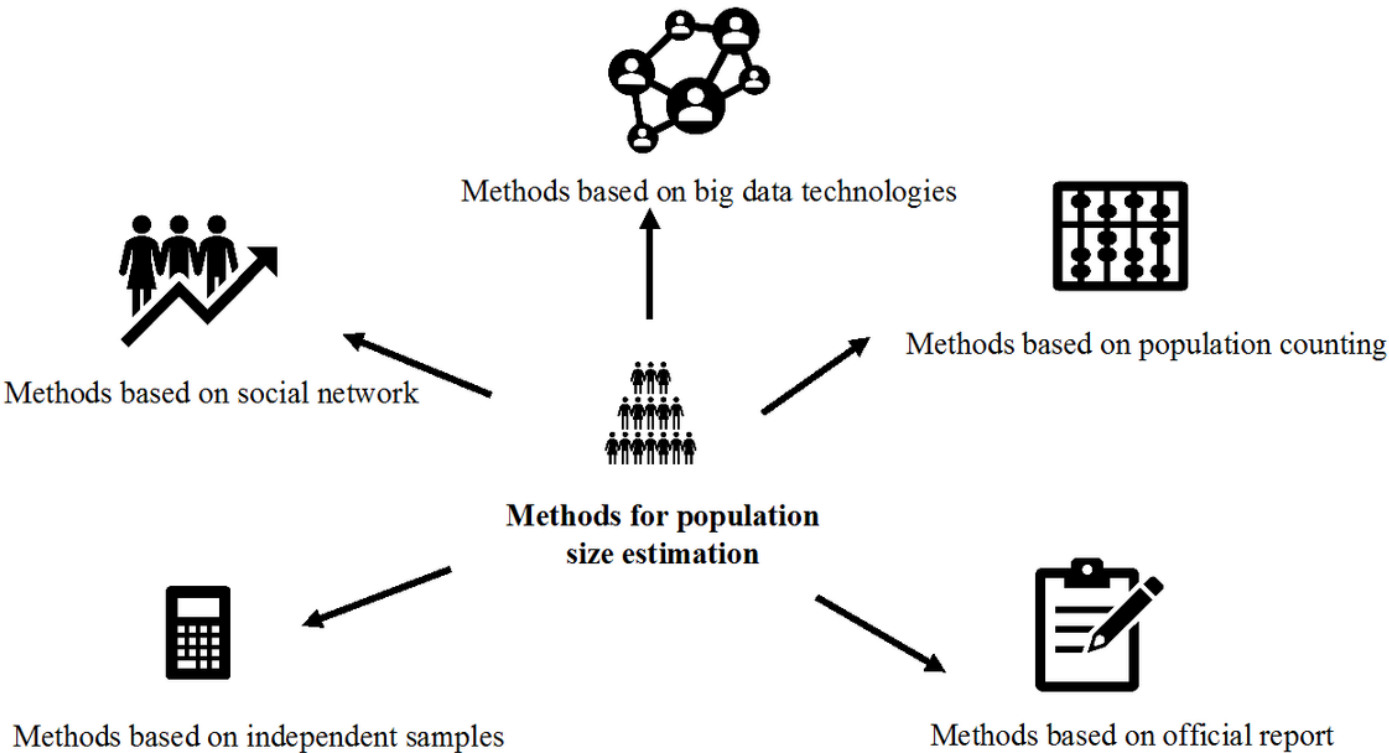 Methods based on big data technologies
Methods based on population counting
Methods based on social network
Methods for population
size estimation
Methods based on independent samples
Methods based on official report